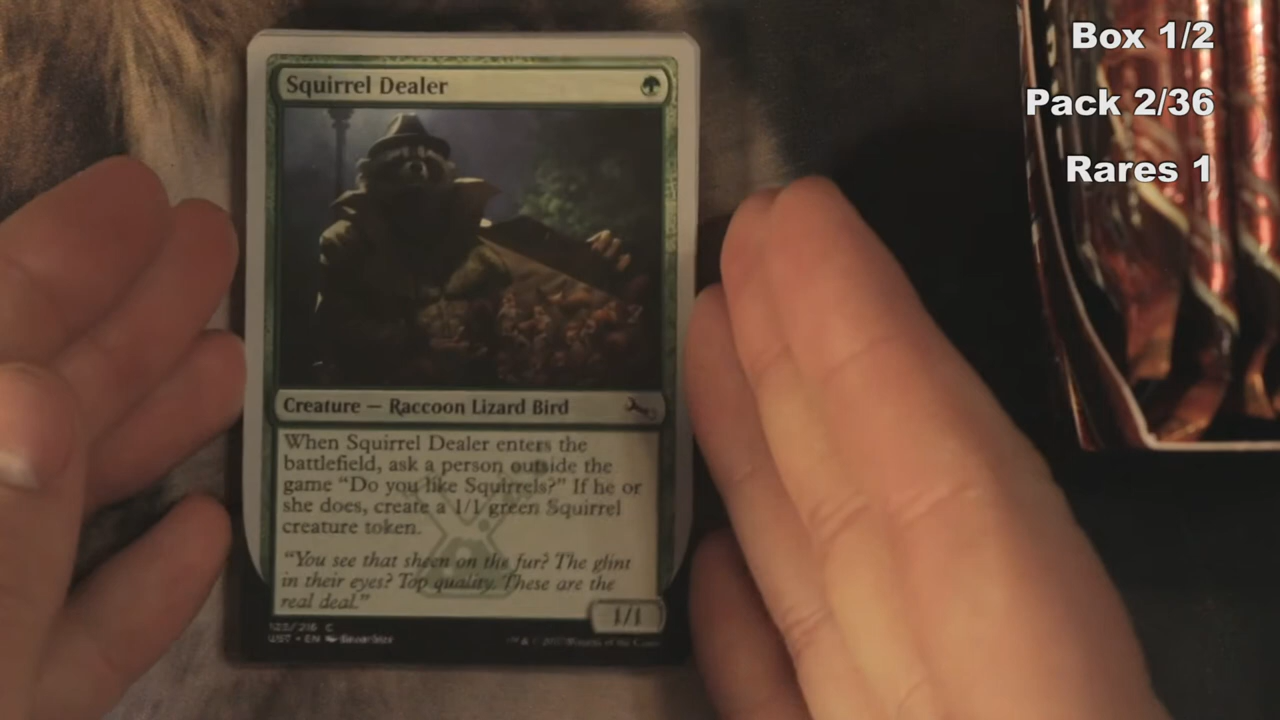 Box 1/2
Pack 2/36
Rares 1
Squirrel Dealer
Creature — Raccoon Lizard Bird
When Squirrel Dealer enters the
battlefield, ask a person outside the
game “Do you like Squirrels?” If he or
she does, create a 1/1 green Squirrel
creature token.
“You see that sheen on the fur? The glint
in their eyes? Top quality. These are the
real deal.”
1/1
C
UST • EN